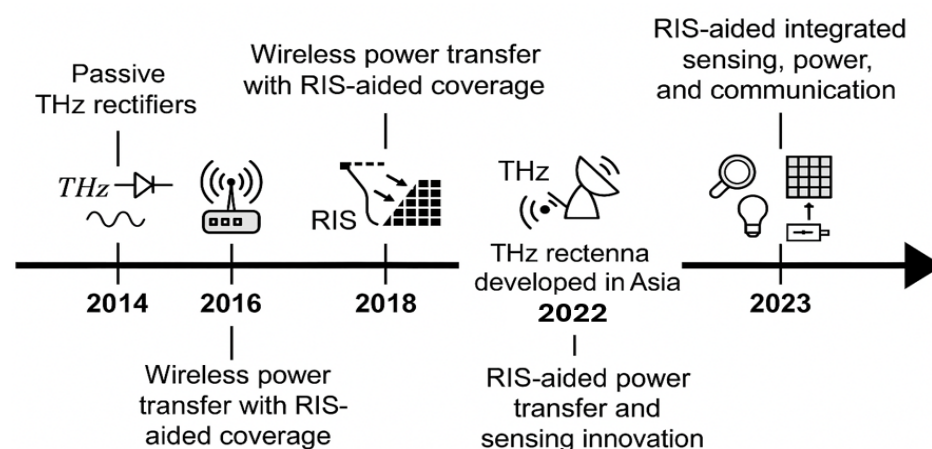 Passive
THz rectifiers
THz
2014
2016
Wireless power
transfer with RIS-
aided coverage
Wireless power transfer
with RIS-aided coverage
RIS
2018
THz
THz rectenna
developed in Asia
2022
RIS-aided power
transfer and
sensing innovation
RIS-aided integrated
sensing, power,
and communication
2023